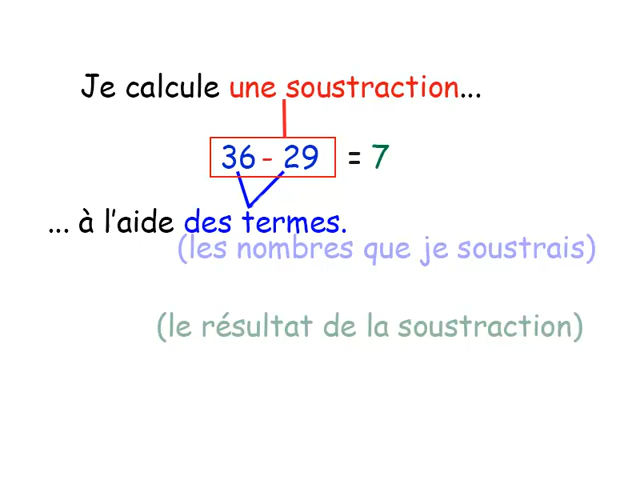 Je calcule une soustraction...
36 - 29 = 7
... à l'aide des termes.
(les nombres que je soustrais)
(le résultat de la soustraction)